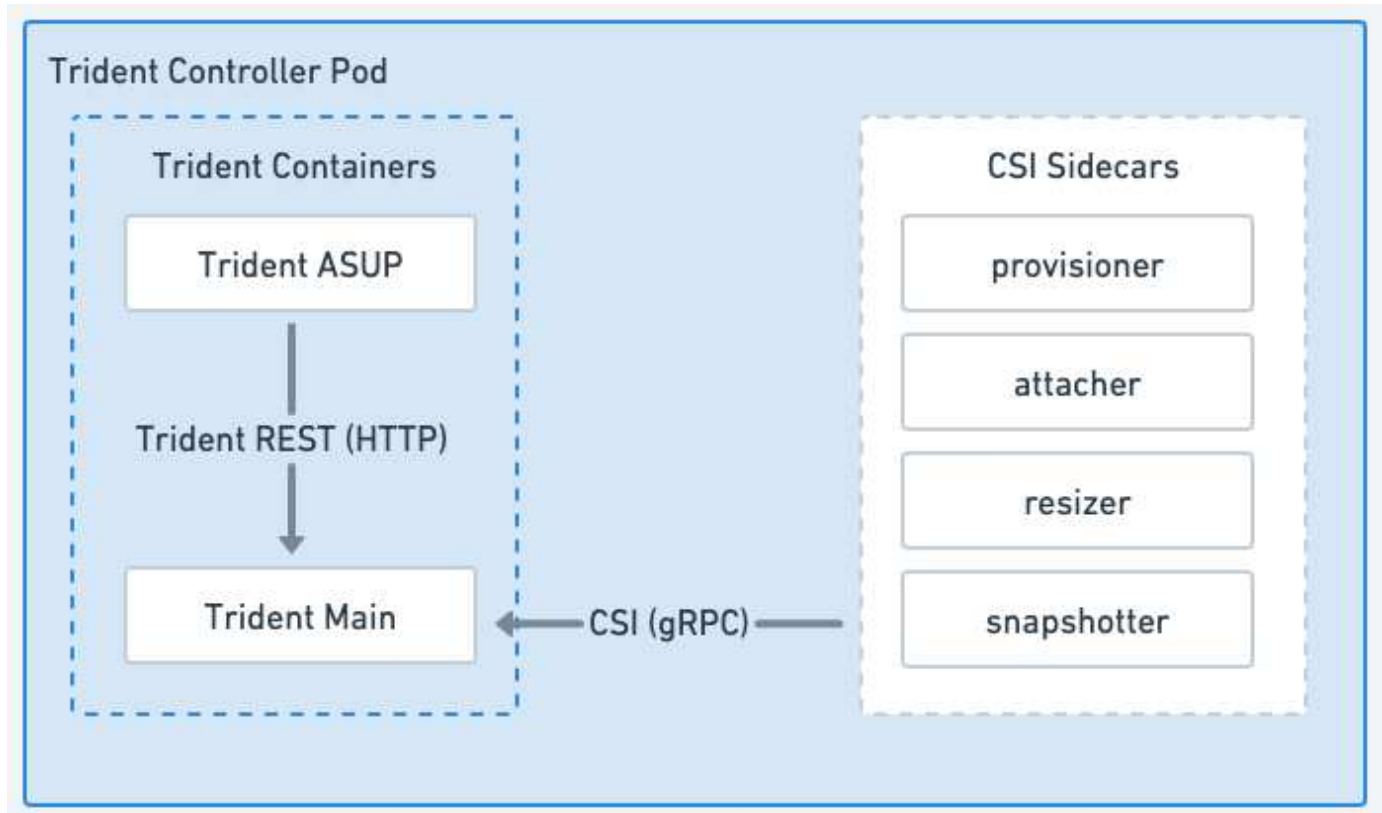 Trident Controller Pod
Trident Containers
Trident ASUP
Trident REST (HTTP)
Trident Main
CSI (gRPC)
CSI Sidecars
provisioner
attacher
resizer
snapshotter